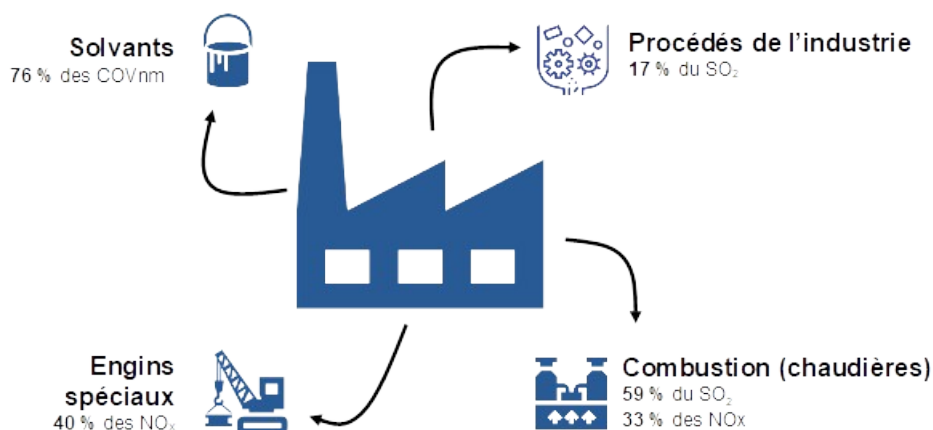 Solvants
76 % des COVnm
Procédés de l’industrie
17 % du SO₂
Engins
spéciaux
40 % des NOₓ
Combustion (chaudières)
59 % du SO₂
33 % des NOx